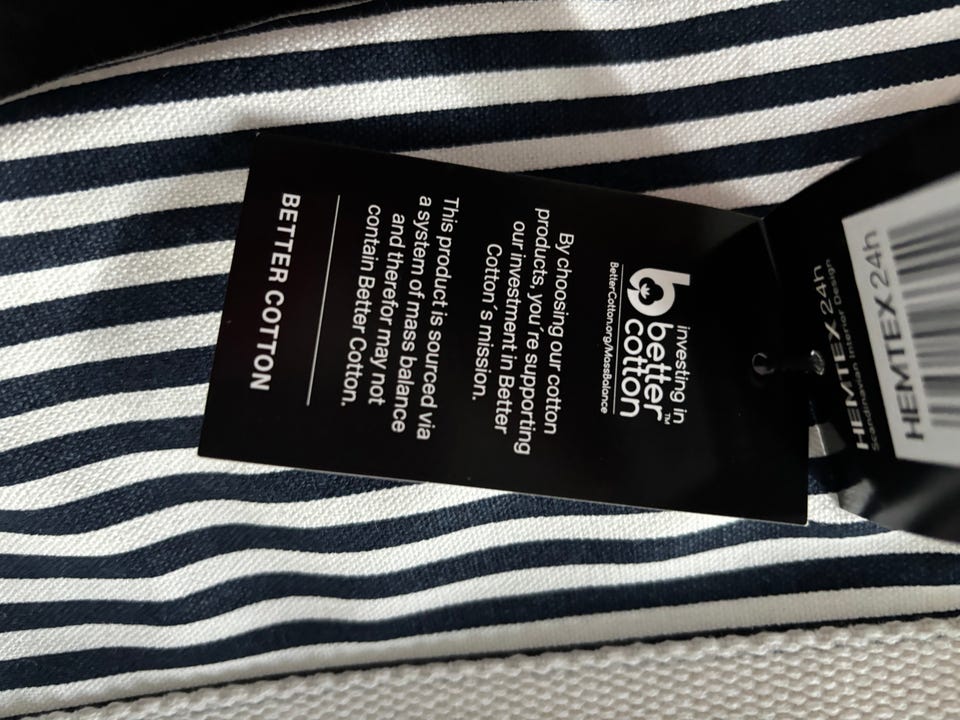 investing in
better™
cotton
BetterCotton.org/MassBalance
By choosing our cotton
products, you´re supporting
our investment in Better
Cotton´s mission.
This product is sourced via
a system of mass balance
and therefor may not
contain Better Cotton.
BETTER COTTON
HEMTEX 24h
Scandinavian Interior Design
HEMTEX 24h